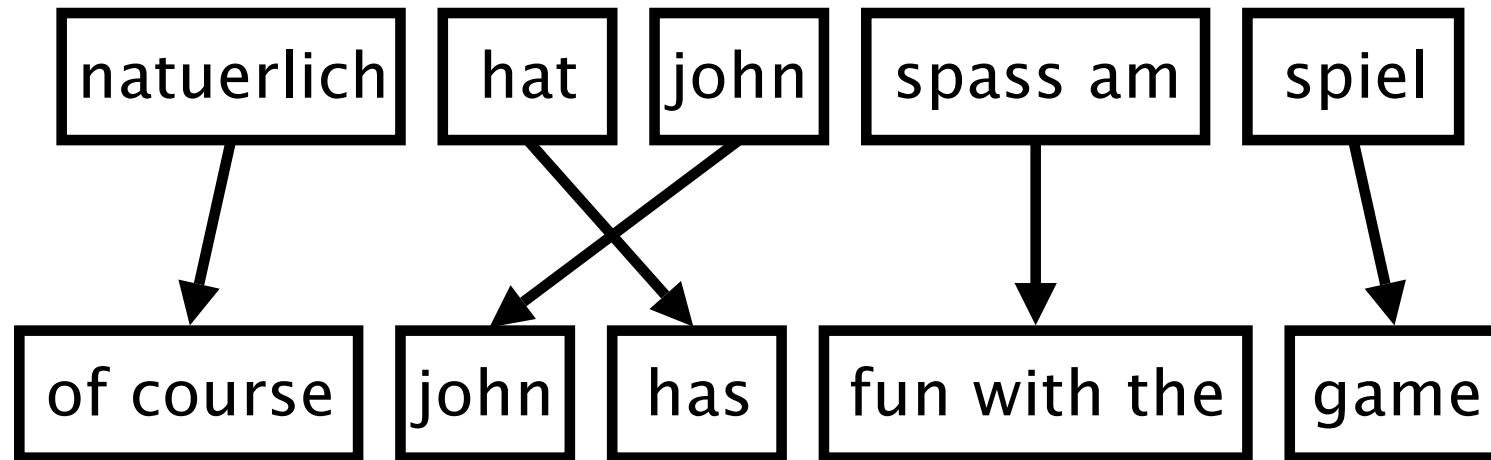 natuerlich hat john spass am spiel
of course john has fun with the game